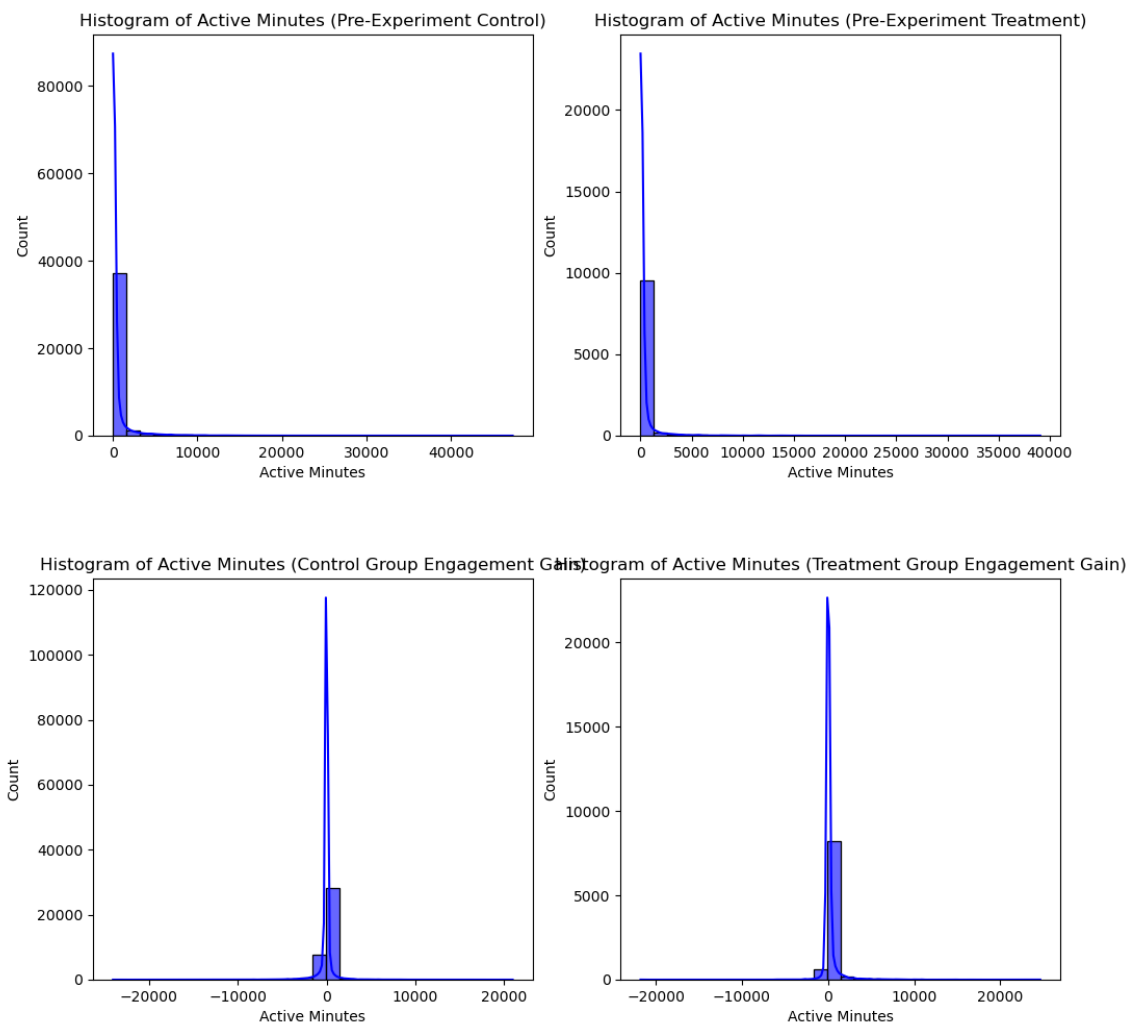 Histogram of Active Minutes (Pre-Experiment Control)
Count
80000
60000
40000
20000
0
0 10000 20000 30000 40000
Active Minutes
Histogram of Active Minutes (Pre-Experiment Treatment)
Count
20000
15000
10000
5000
0
0 5000 10000 15000 20000 25000 30000 35000 40000
Active Minutes
Histogram of Active Minutes (Control Group Engagement Gain)
Count
120000
100000
80000
60000
40000
20000
0
−20000 −10000 0 10000 20000
Active Minutes
Histogram of Active Minutes (Treatment Group Engagement Gain)
Count
20000
15000
10000
5000
0
−20000 −10000 0 10000 20000
Active Minutes